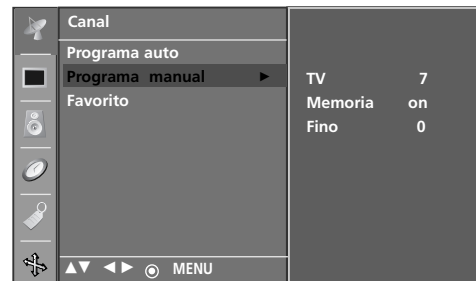 Canal
Programa auto
Programa manual ►
Favorito
TV 7
Memoria on
Fino 0
▲▼ ◄► MENU